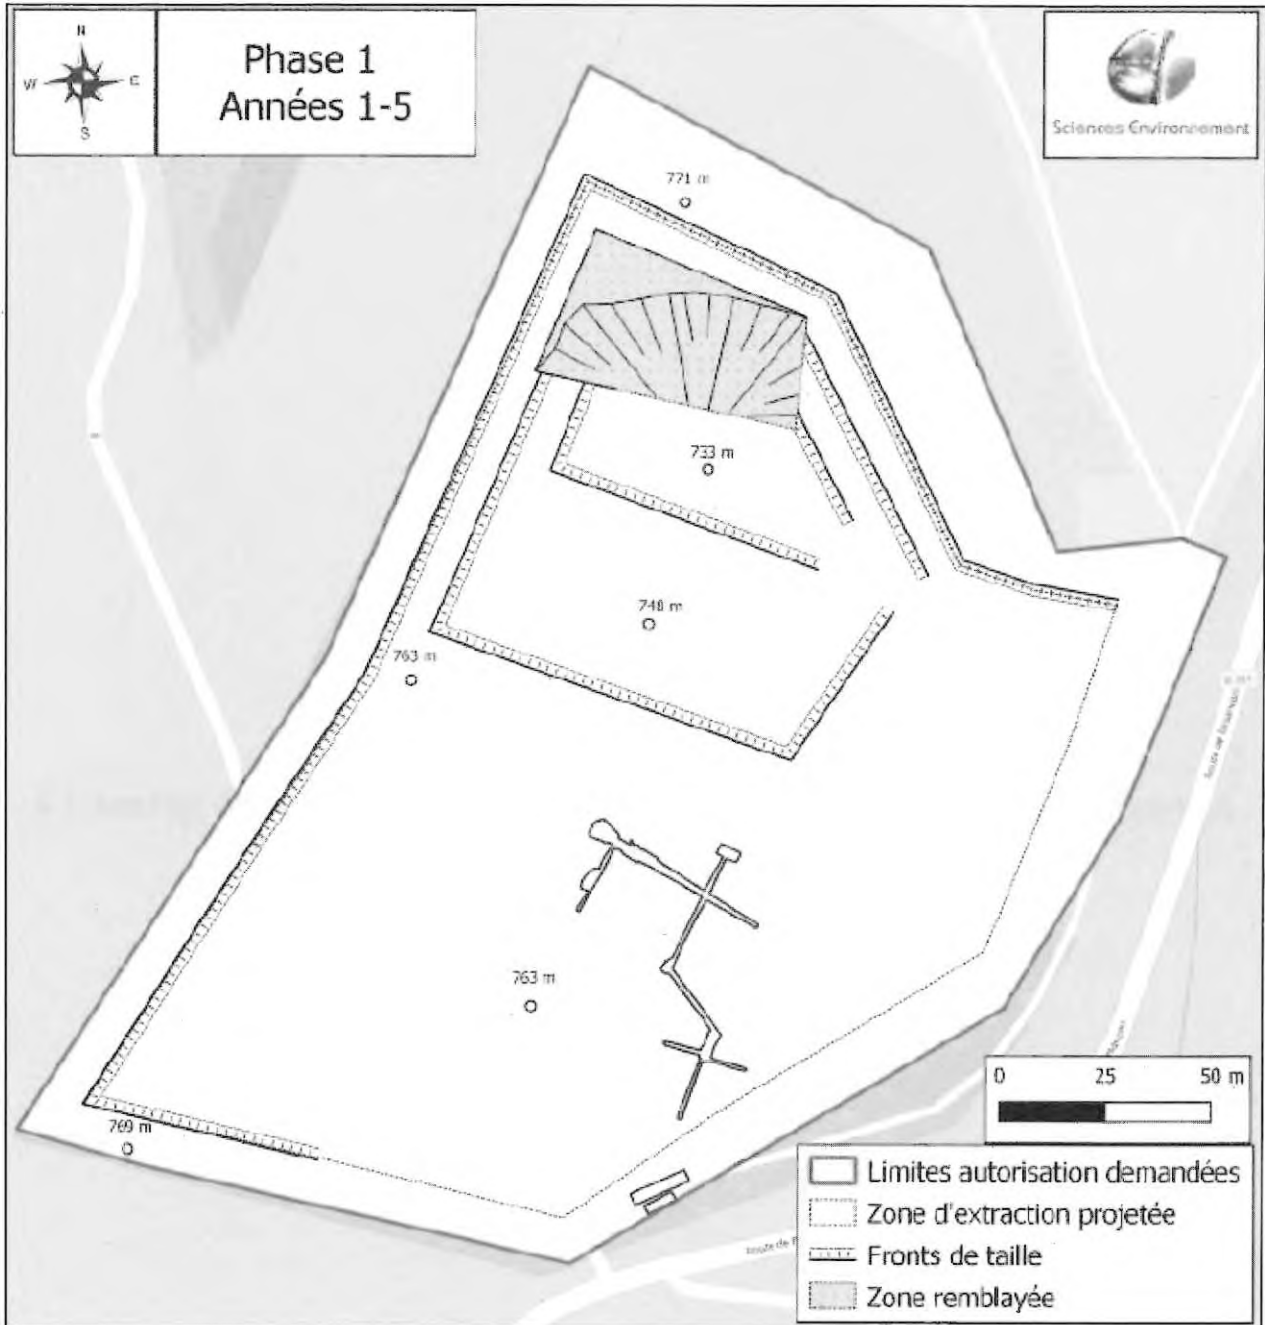 N
W E
S
Phase 1
Années 1-5
Sciences Environnement
771 m
733 m
748 m
763 m
763 m
769 m
0 25 50 m
Limites autorisation demandées
Zone d'extraction projetée
Fronts de taille
Zone remblayée